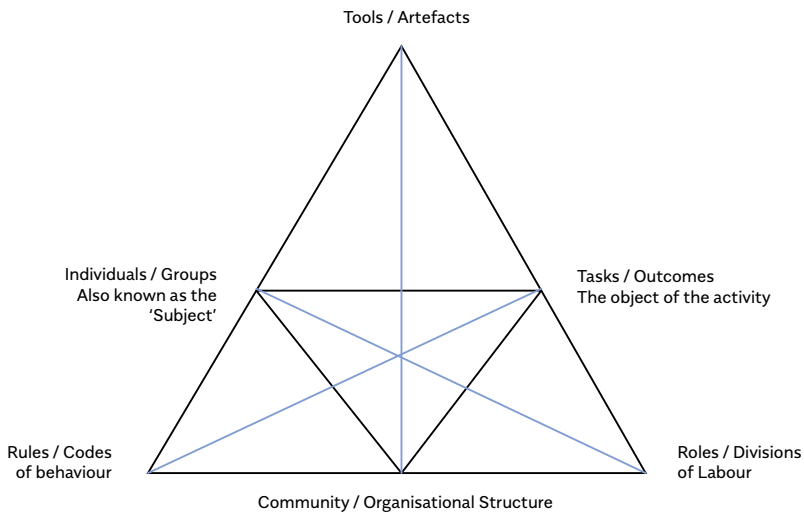 Tools / Artefacts
Individuals / Groups
Also known as the
‘Subject’
Tasks / Outcomes
The object of the activity
Rules / Codes
of behaviour
Roles / Divisions
of Labour
Community / Organisational Structure